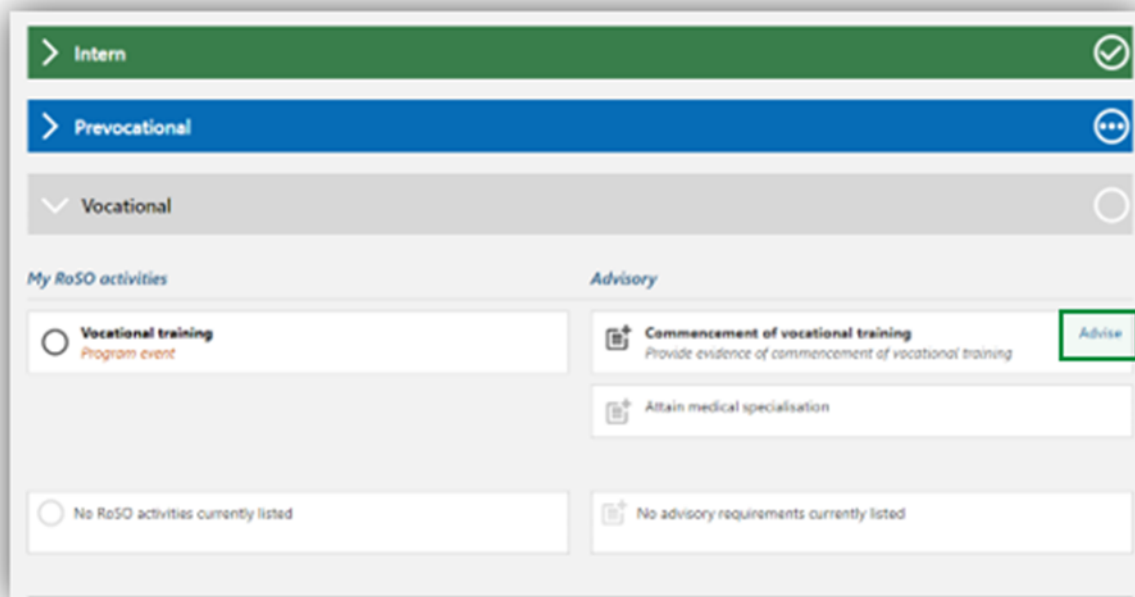 Intern
Prevocational
Vocational
My RoSO activities
Advisory
Vocational training
Program event
Commencement of vocational training
Provide evidence of commencement of vocational training
Advise
Attain medical specialisation
No RoSO activities currently listed
No advisory requirements currently listed